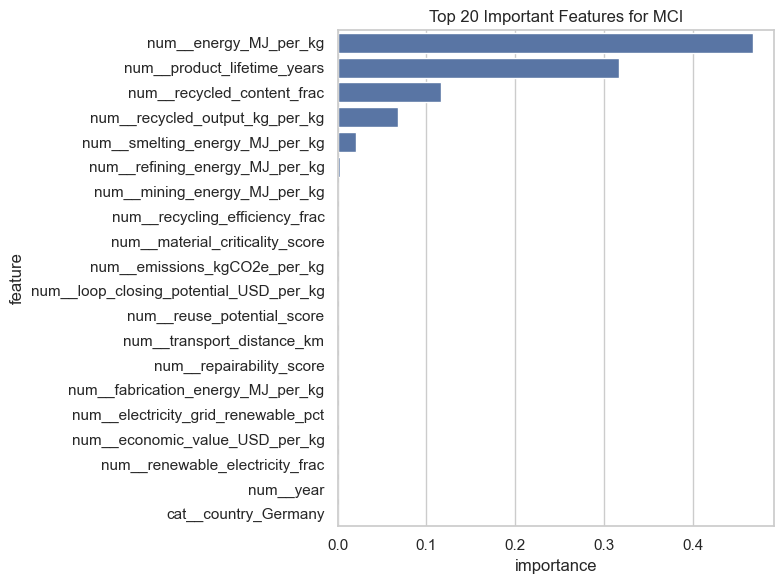 Top 20 Important Features for MCI
num__energy_MJ_per_kg
num__product_lifetime_years
num__recycled_content_frac
num__recycled_output_kg_per_kg
num__smelting_energy_MJ_per_kg
num__refining_energy_MJ_per_kg
num__mining_energy_MJ_per_kg
num__recycling_efficiency_frac
num__material_criticality_score
num__emissions_kgCO2e_per_kg
num__loop_closing_potential_USD_per_kg
num__reuse_potential_score
num__transport_distance_km
num__repairability_score
num__fabrication_energy_MJ_per_kg
num__electricity_grid_renewable_pct
num__economic_value_USD_per_kg
num__renewable_electricity_frac
num__year
cat__country_Germany
feature
0.0 0.1 0.2 0.3 0.4
importance